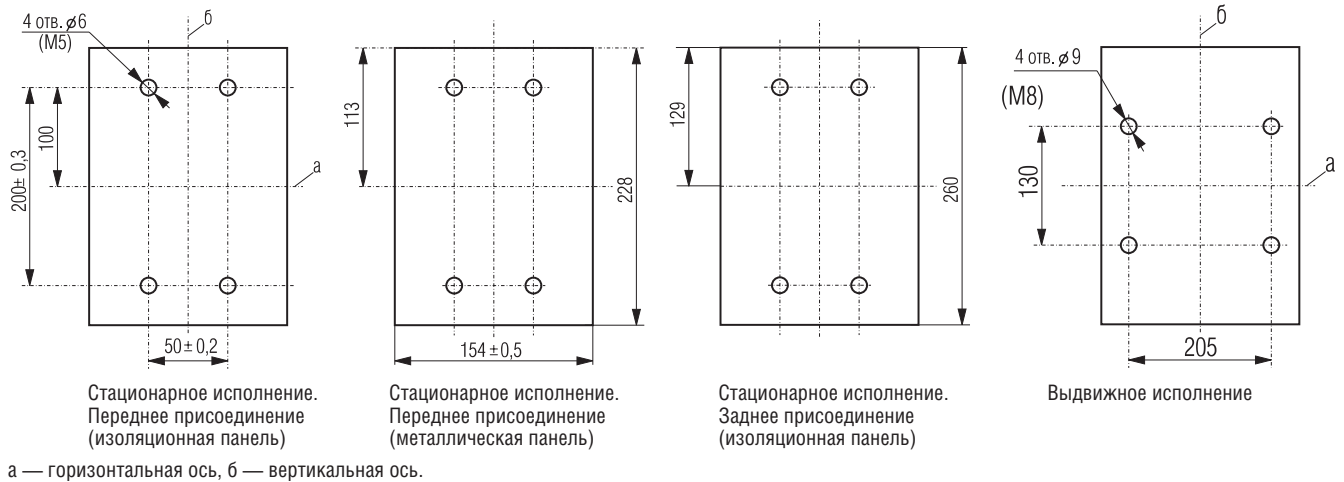 4 отв. ⌀6
(М5)
б
а
200± 0,3
100
50± 0,2
113
228
154±0,5
129
260
4 отв. ⌀9
(М8)
б
а
130
205
Стационарное исполнение.
Переднее присоединение
(изоляционная панель)
Стационарное исполнение.
Переднее присоединение
(металлическая панель)
Стационарное исполнение.
Заднее присоединение
(изоляционная панель)
Выдвижное исполнение
а — горизонтальная ось, б — вертикальная ось.